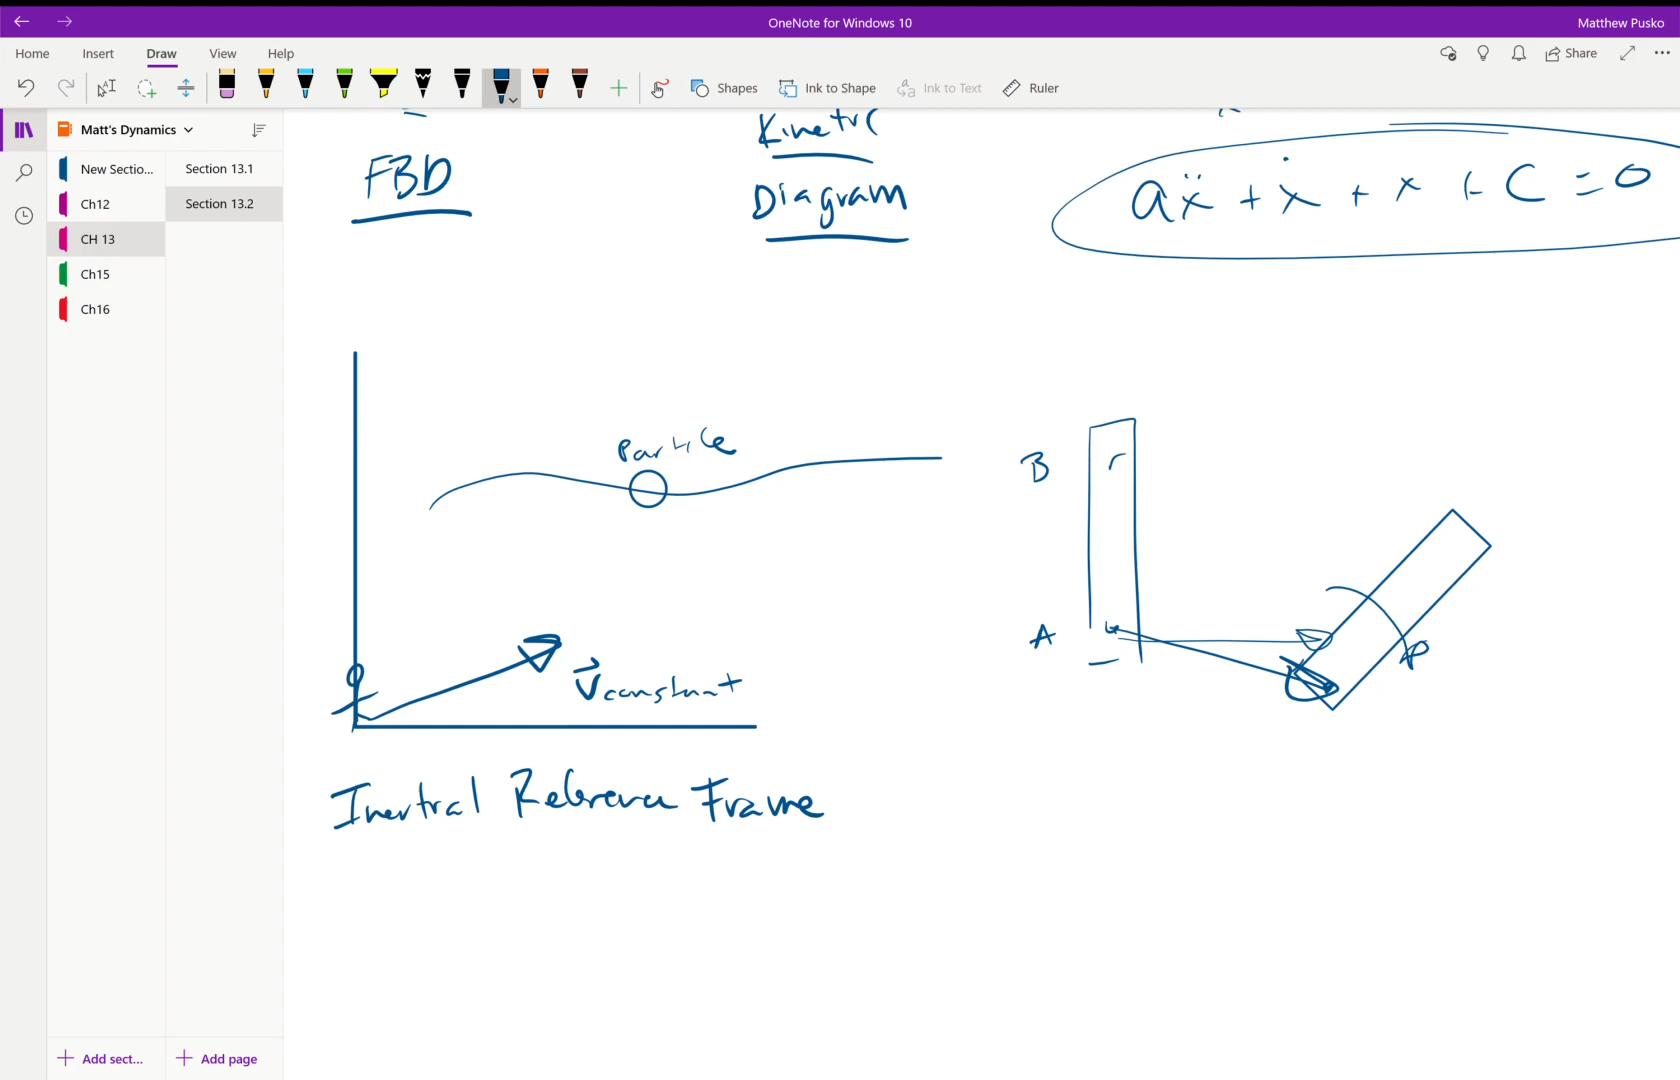 OneNote for Windows 10
Matthew Pusko
Home Insert Draw View Help
Share
Shapes Ink to Shape Ink to Text Ruler
Matt's Dynamics
New Sectio...
Ch12
CH 13
Ch15
Ch16
Section 13.1
Section 13.2
FBD
Kinetic
Diagram
aẍ + ẋ + x + C = 0
Particle
B
A
V⃗constant
Inertial Reference Frame
Add sect...
Add page